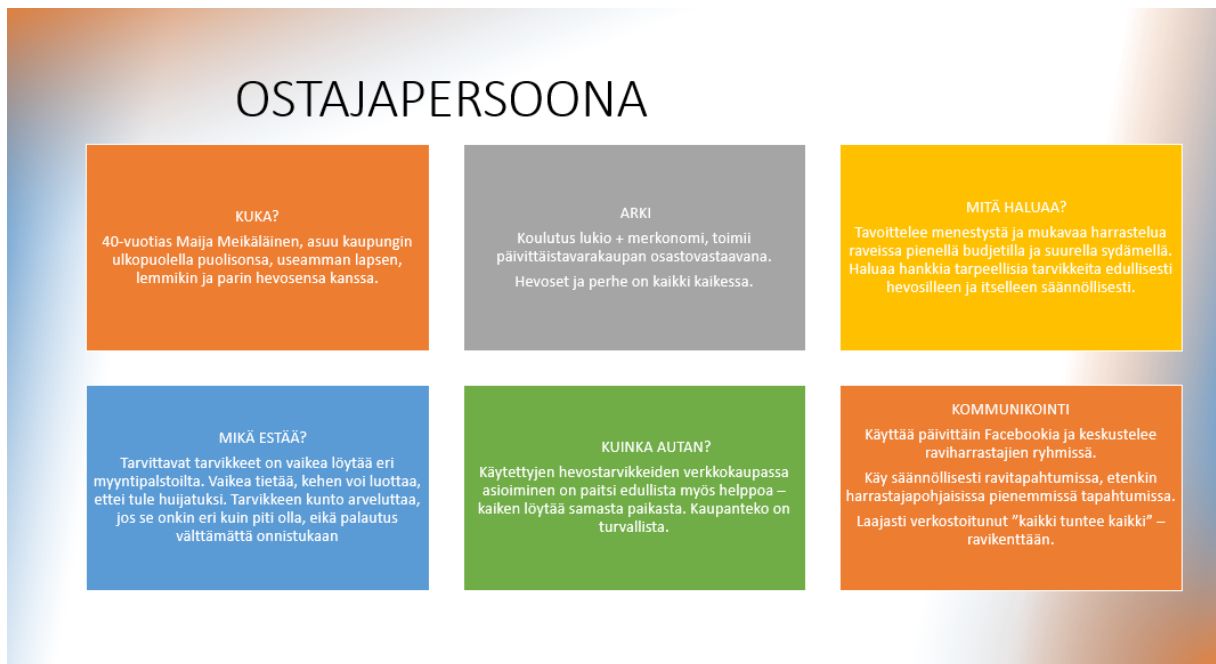 OSTAJAPERSOONA
KUKA?
40-vuotias Maija Meikäläinen, asuu kaupungin
ulkopuolella puolisonsa, useamman lapsen,
lemmikin ja parin hevosensa kanssa.
ARKI
Koulutus lukio + merkonomi, toimii
päivittäistavarakaupan osastovastaavana.
Hevoset ja perhe on kaikki kaikessa.
MITÄ HALUAA?
Tavoittelee menestystä ja mukavaa harrastelua
raveissa pienellä budjetilla ja suurella sydämellä.
Haluaa hankkia tarpeellisia tarvikkeita edullisesti
hevosilleen ja itselleen säännöllisesti.
MIKÄ ESTÄÄ?
Tarvittavat tarvikkeet on vaikea löytää eri
myyntipalstoilta. Vaikea tietää, kehen voi luottaa,
ettei tule huijatuksi. Tarvikkeen kunto arveluttaa,
jos se onkin eri kuin piti olla, eikä palautus
välttämättä onnistukaan
KUINKA AUTAN?
Käytettyjen hevostarvikkeiden verkkokaupassa
asioiminen on paitsi edullista myös helppoa –
kaiken löytää samasta paikasta. Kaupanteko on
turvallista.
KOMMUNIKOINTI
Käyttää päivittäin Facebookia ja keskustelee
raviharrastajien ryhmissä.
Käy säännöllisesti ravitapahtumissa, etenkin
harrastajapohjaisissa pienemmissä tapahtumissa.
Laajasti verkostoitunut ”kaikki tuntee kaikki” –
ravikenttään.